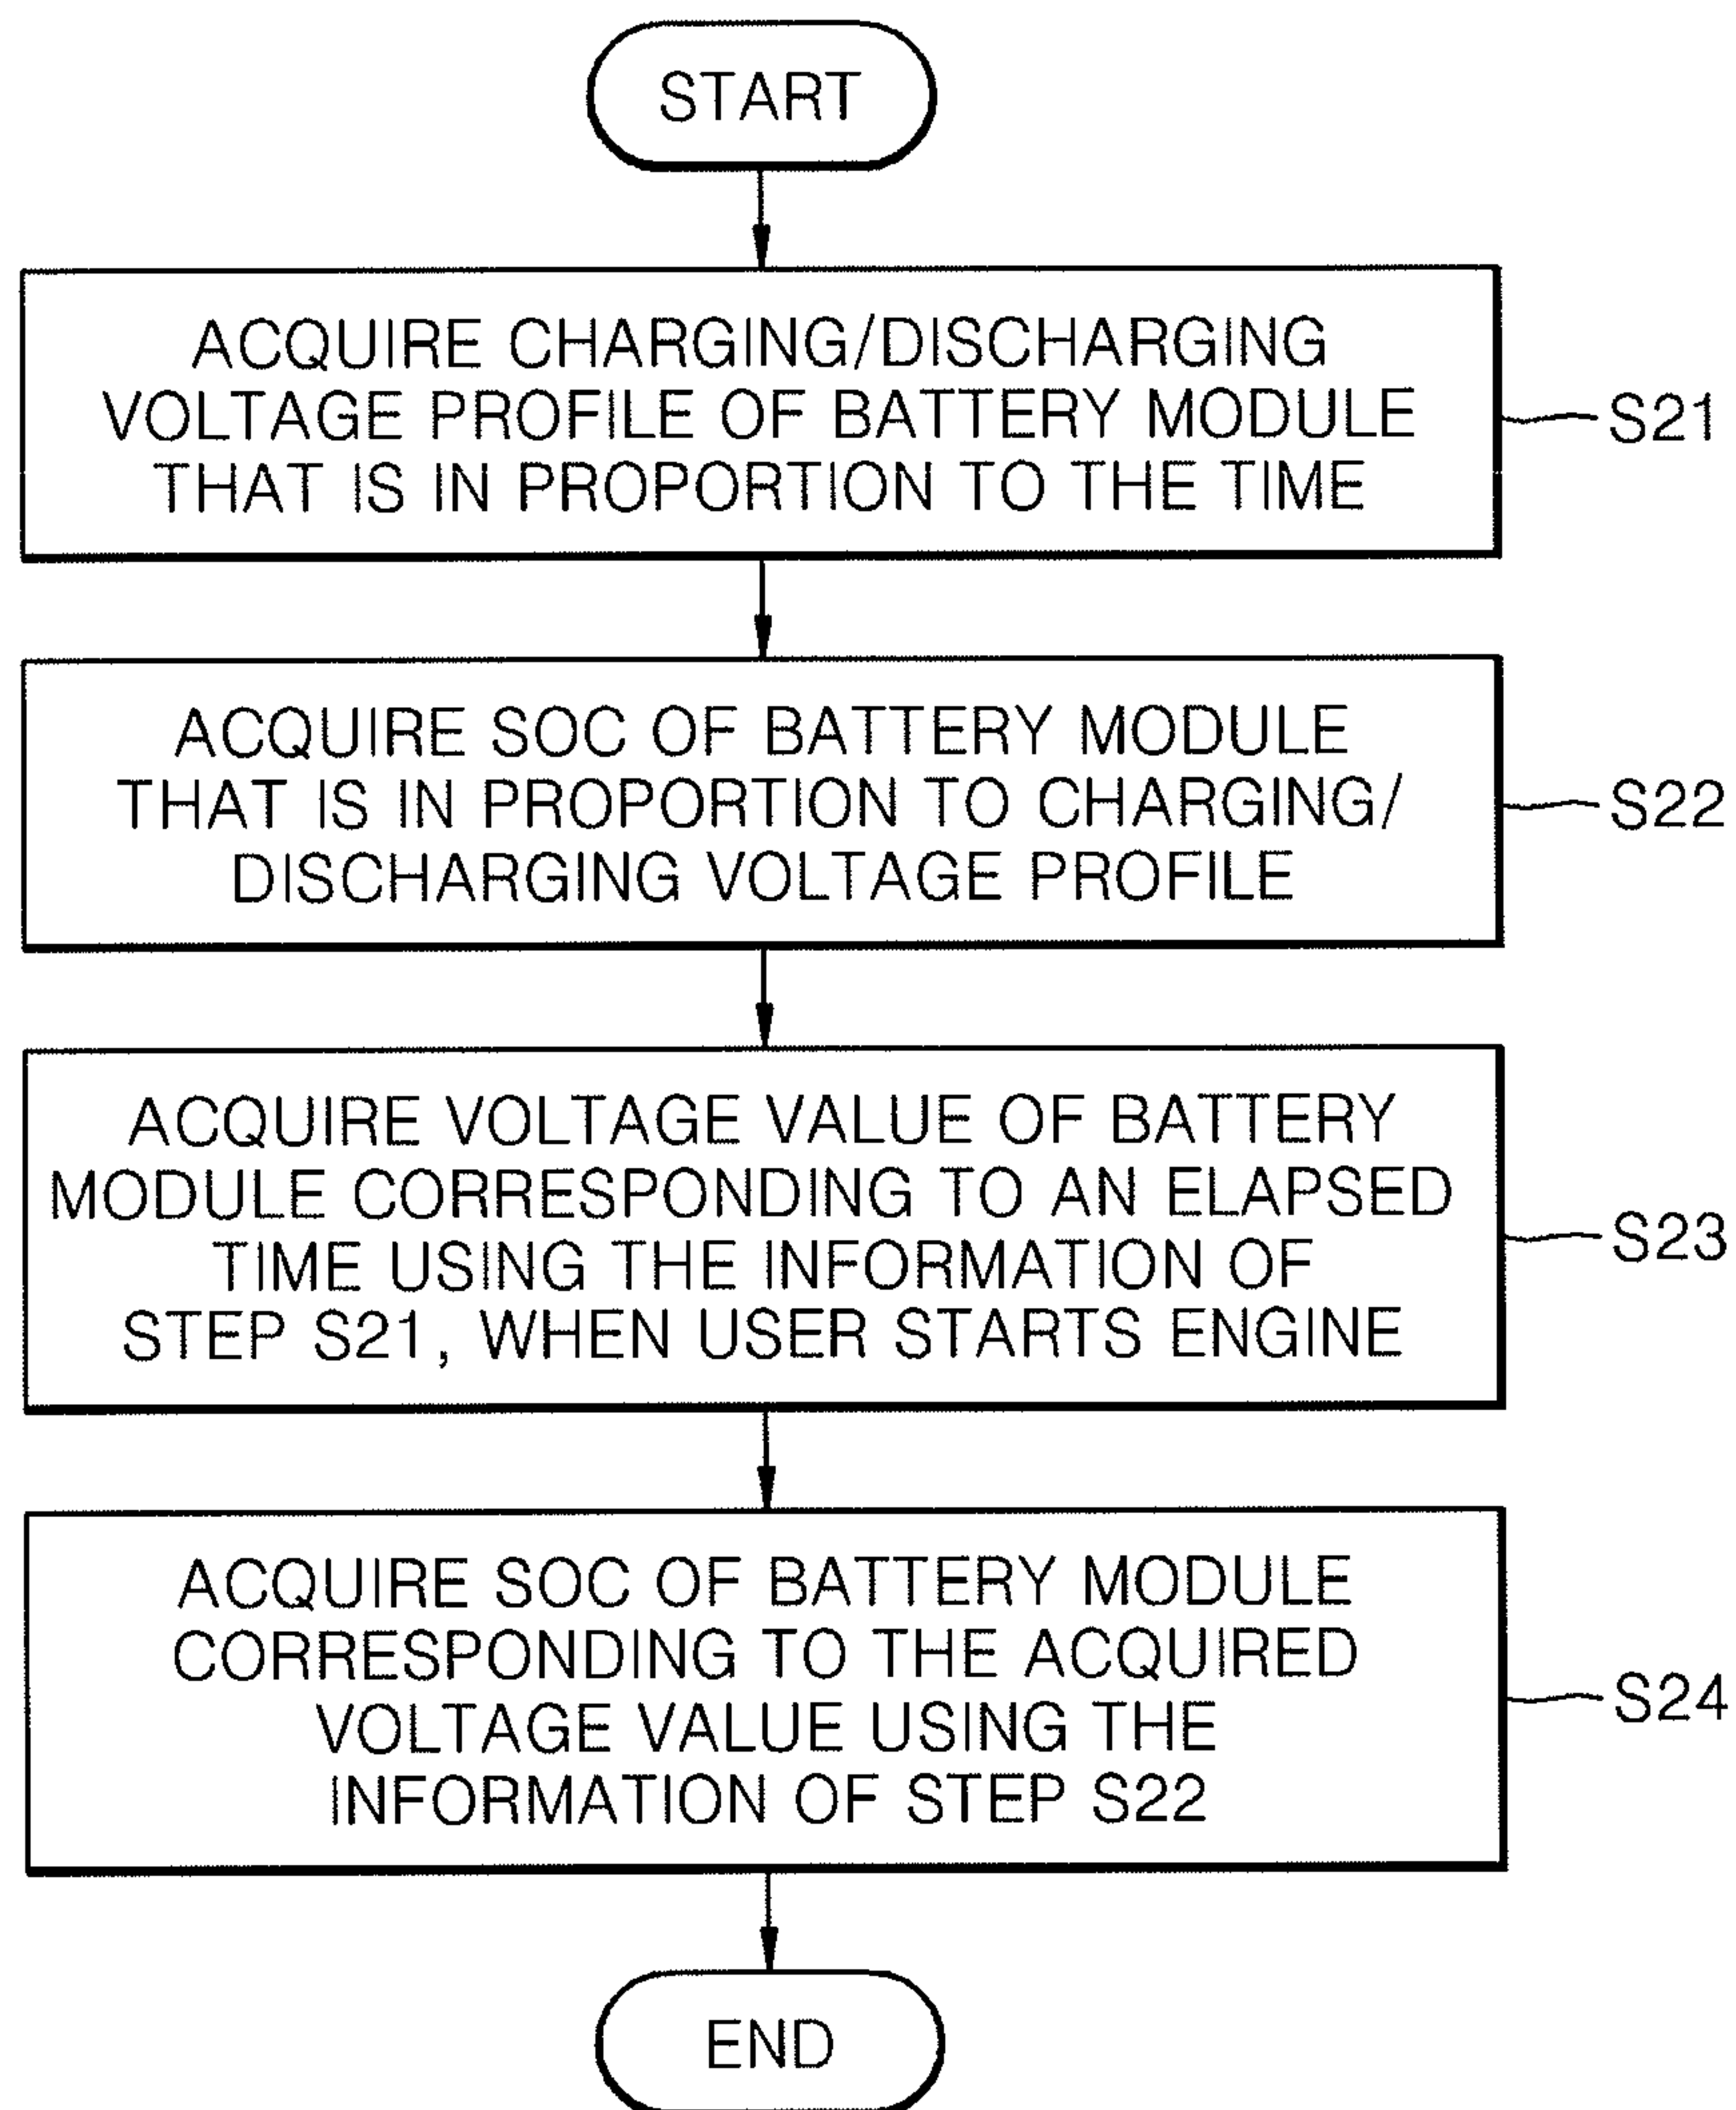 START
ACQUIRE CHARGING/DISCHARGING
VOLTAGE PROFILE OF BATTERY MODULE
THAT IS IN PROPORTION TO THE TIME
S21
ACQUIRE SOC OF BATTERY MODULE
THAT IS IN PROPORTION TO CHARGING/
DISCHARGING VOLTAGE PROFILE
S22
ACQUIRE VOLTAGE VALUE OF BATTERY
MODULE CORRESPONDING TO AN ELAPSED
TIME USING THE INFORMATION OF
STEP S21, WHEN USER STARTS ENGINE
S23
ACQUIRE SOC OF BATTERY MODULE
CORRESPONDING TO THE ACQUIRED
VOLTAGE VALUE USING THE
INFORMATION OF STEP S22
S24
END